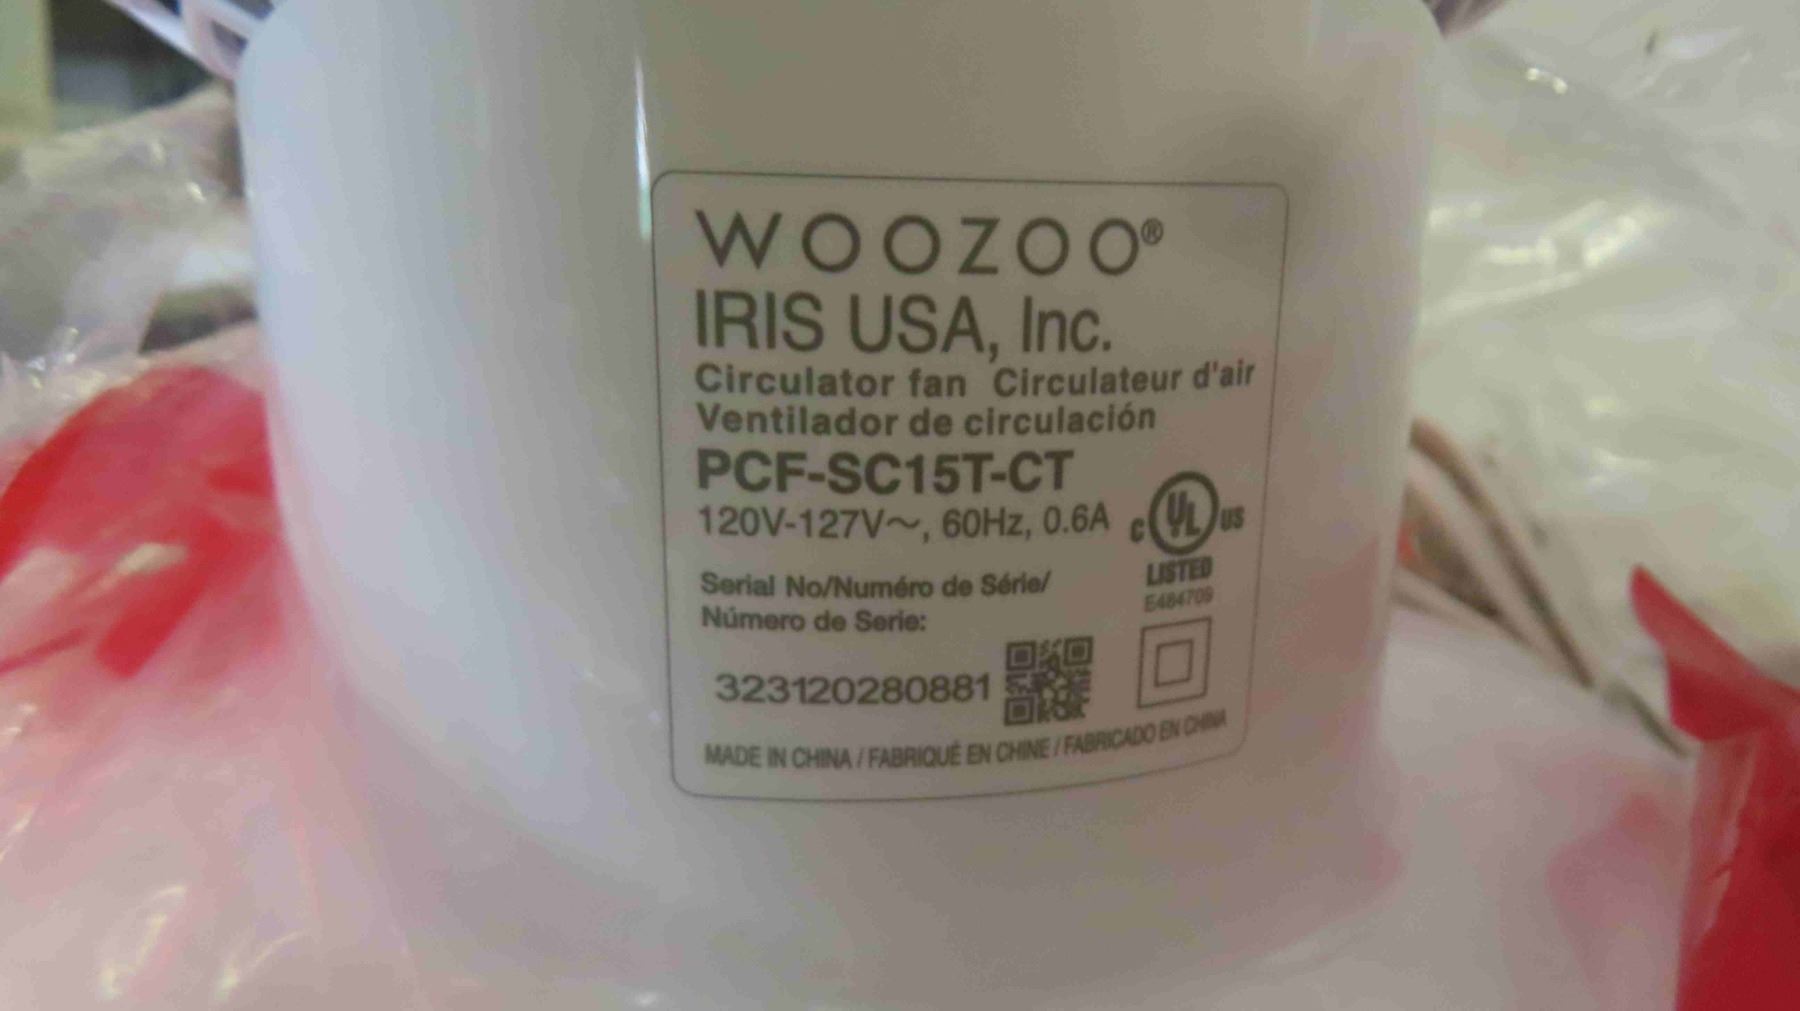 WOOZOO®
IRIS USA, Inc.
Circulator fan Circulateur d'air
Ventilador de circulación
PCF-SC15T-CT
120V-127V~, 60Hz, 0.6A
C UL US
LISTED
E484709
Serial No/Numéro de Série/
Número de Serie:
323120280881
MADE IN CHINA / FABRIQUÉ EN CHINE / FABRICADO EN CHINA